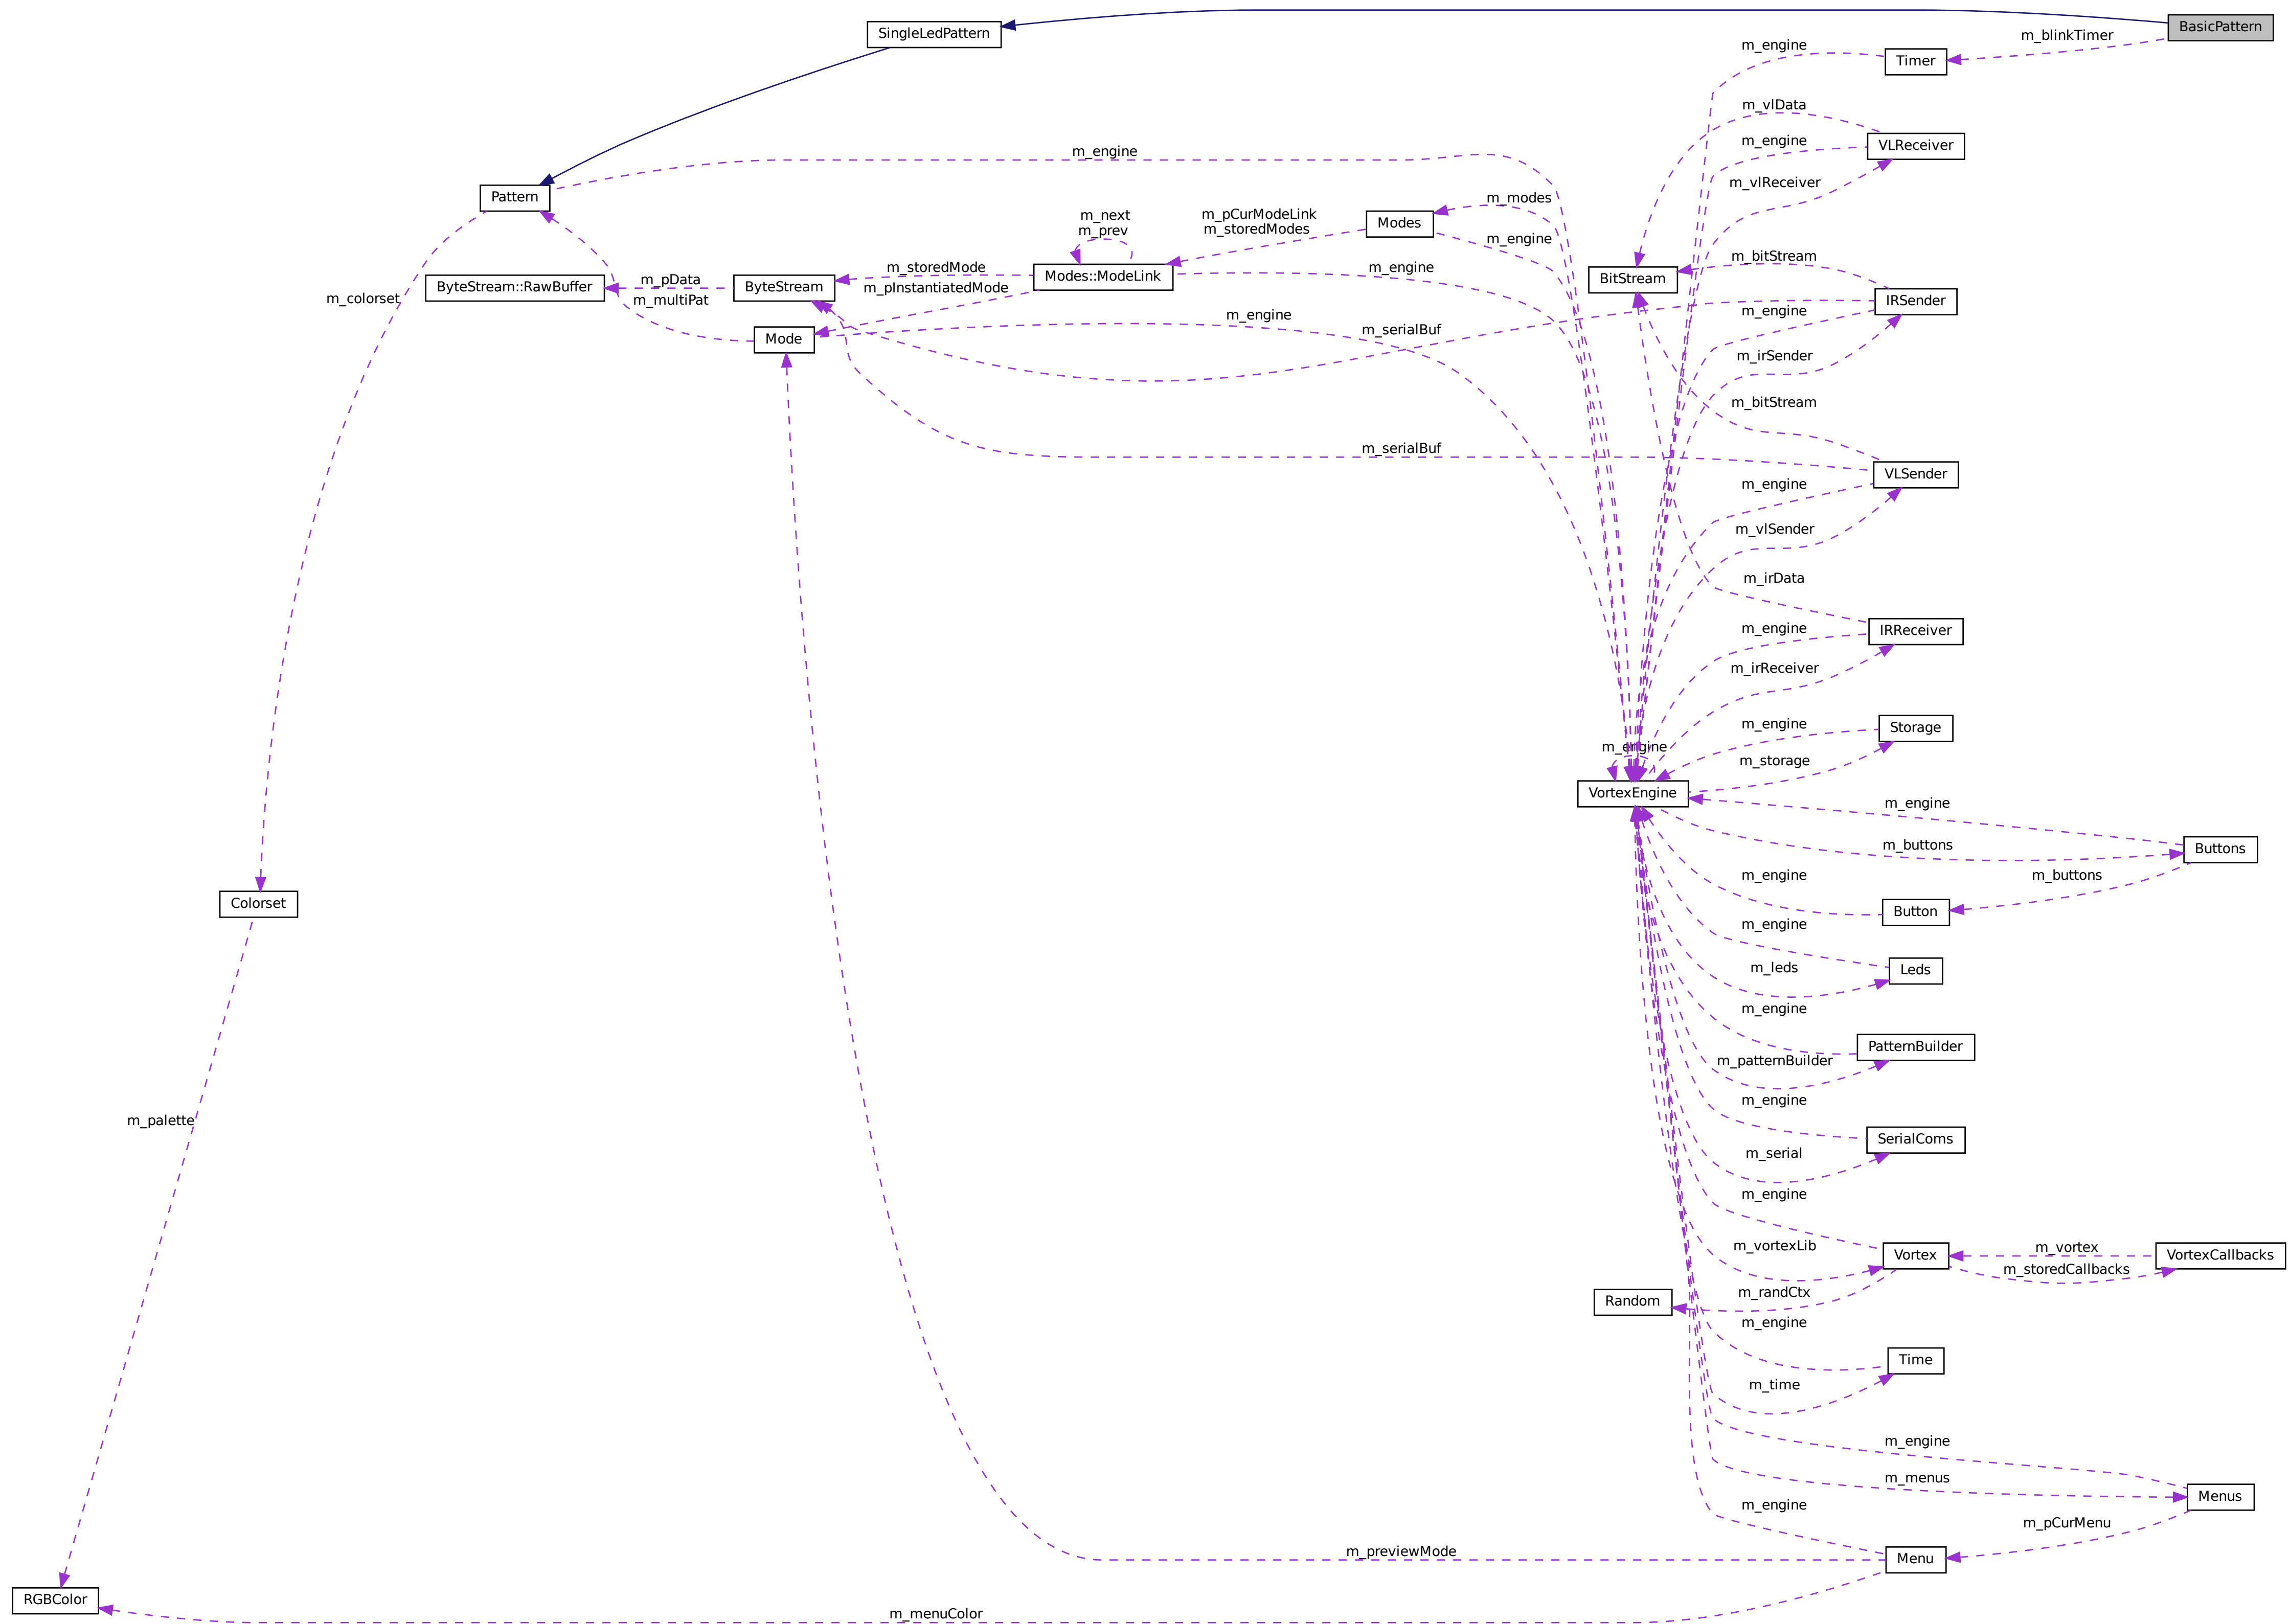 BasicPattern
SingleLedPattern
m_blinkTimer
m_engine
Timer
m_vlData
m_engine
VLReceiver
m_engine
m_vlReceiver
Pattern
m_modes
m_next
m_prev
m_pCurModeLink
m_storedModes
Modes
m_engine
m_bitStream
m_storedMode
m_engine
Modes::ModeLink
BitStream
m_pData
ByteStream::RawBuffer
ByteStream
m_pInstantiatedMode
m_colorset
m_multiPat
IRSender
m_engine
m_engine
m_serialBuf
Mode
m_irSender
m_bitStream
m_serialBuf
VLSender
m_engine
m_vlSender
m_irData
m_engine
IRReceiver
m_irReceiver
m_engine
Storage
m_engine
m_storage
VortexEngine
m_engine
m_buttons
Buttons
m_engine
m_buttons
Colorset
Button
m_engine
m_leds
Leds
m_engine
PatternBuilder
m_patternBuilder
m_engine
m_palette
SerialComs
m_serial
m_engine
m_vortexLib
Vortex
m_vortex
VortexCallbacks
m_storedCallbacks
m_randCtx
Random
m_engine
Time
m_time
m_engine
m_menus
Menus
m_engine
m_pCurMenu
m_previewMode
Menu
RGBColor
m_menuColor